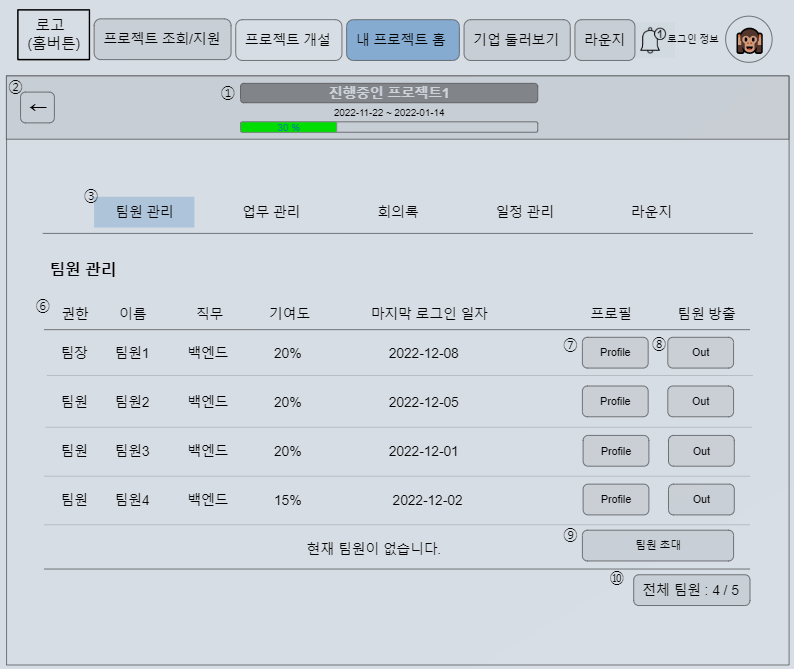 로고
(홈버튼)
프로젝트 조회/지원
프로젝트 개설
내 프로젝트 홈
기업 둘러보기
라운지
1
로그인 정보
②
←
①
진행중인 프로젝트1
2022-11-22 ~ 2022-01-14
30 %
③
팀원 관리
업무 관리
회의록
일정 관리
라운지
팀원 관리
⑥
권한 이름 직무 기여도 마지막 로그인 일자 프로필 팀원 방출
팀장 팀원1 백엔드 20% 2022-12-08 ⑦ Profile ⑧ Out
팀원 팀원2 백엔드 20% 2022-12-05 Profile Out
팀원 팀원3 백엔드 20% 2022-12-01 Profile Out
팀원 팀원4 백엔드 15% 2022-12-02 Profile Out
현재 팀원이 없습니다. ⑨ 팀원 초대
⑩ 전체 팀원 : 4 / 5